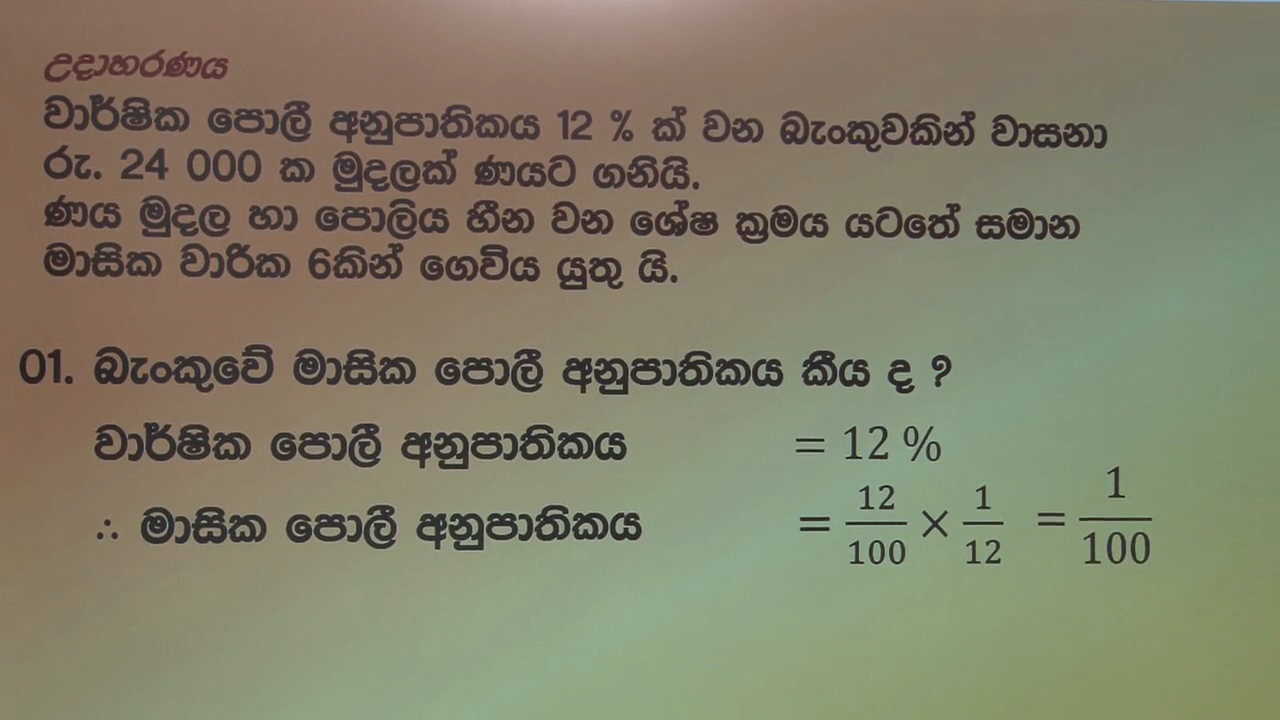 උදාහරණය
වාර්ෂික පොලී අනුපාතිකය 12 % ක් වන බැංකුවකින් වාසනා
රු. 24 000 ක මුදලක් ණයට ගනියි.
ණය මුදල හා පොලිය හීන වන ශේෂ ක්‍රමය යටතේ සමාන
මාසික වාරික 6කින් ගෙවිය යුතු යි.
01. බැංකුවේ මාසික පොලී අනුපාතිකය කීය ද ?
වාර්ෂික පොලී අනුපාතිකය = 12 %
∴ මාසික පොලී අනුපාතිකය = 12/100 × 1/12 = 1/100